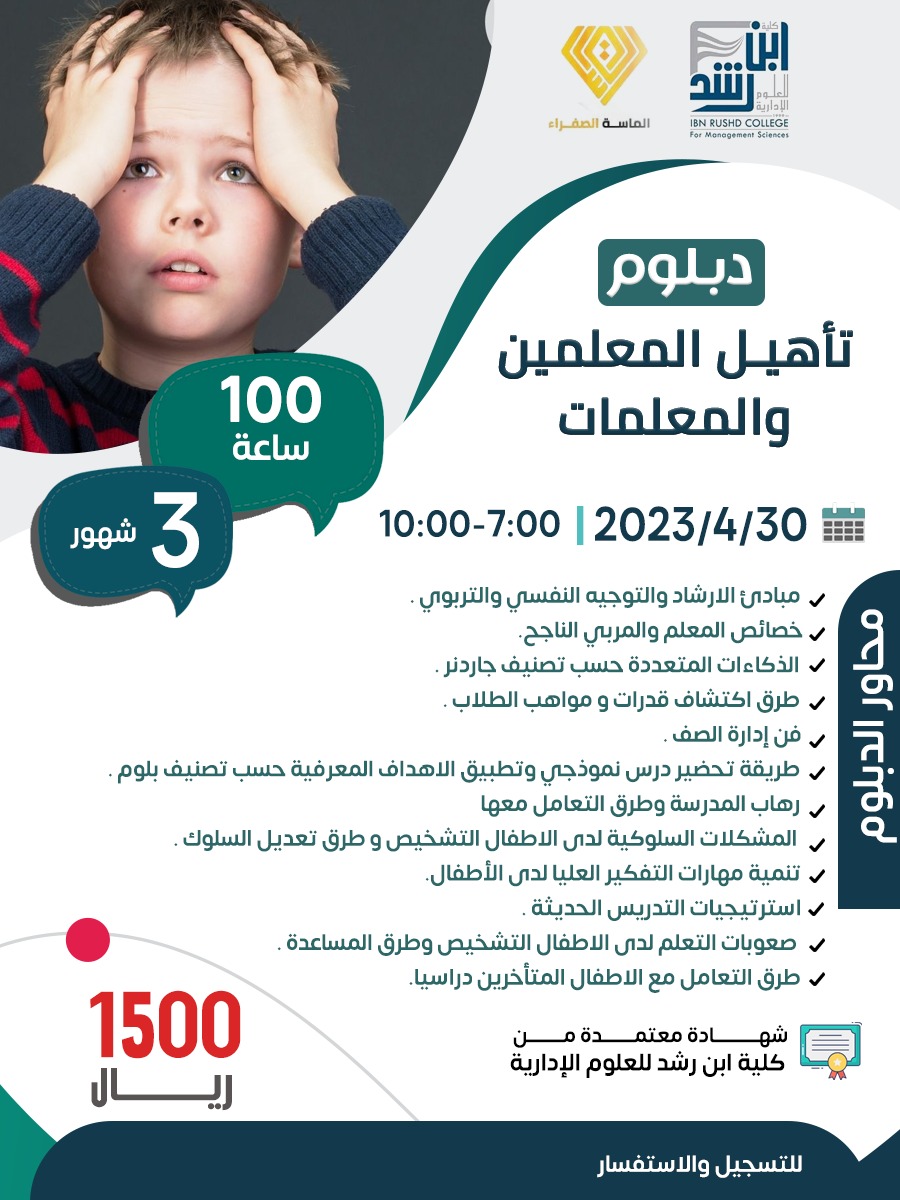 كلية
ابن رشد
للعلوم
الإدارية
IBN RUSHD COLLEGE
For Management Sciences
الماسة الصفراء
دبلوم
تأهيل المعلمين
والمعلمات
100
ساعة
3 شهور
2023/4/30 | 10:00-7:00
محاور الدبلوم
مبادئ الارشاد والتوجيه النفسي والتربوي .
خصائص المعلم والمربي الناجح.
الذكاءات المتعددة حسب تصنيف جاردنر .
طرق اكتشاف قدرات و مواهب الطلاب .
فن إدارة الصف .
طريقة تحضير درس نموذجي وتطبيق الاهداف المعرفية حسب تصنيف بلوم .
رهاب المدرسة وطرق التعامل معها
المشكلات السلوكية لدى الاطفال التشخيص و طرق تعديل السلوك .
تنمية مهارات التفكير العليا لدى الأطفال.
استرتيجيات التدريس الحديثة .
صعوبات التعلم لدى الاطفال التشخيص وطرق المساعدة .
طرق التعامل مع الاطفال المتأخرين دراسيا.
شهادة معتمدة من
كلية ابن رشد للعلوم الإدارية
1500
ريال
للتسجيل والاستفسار